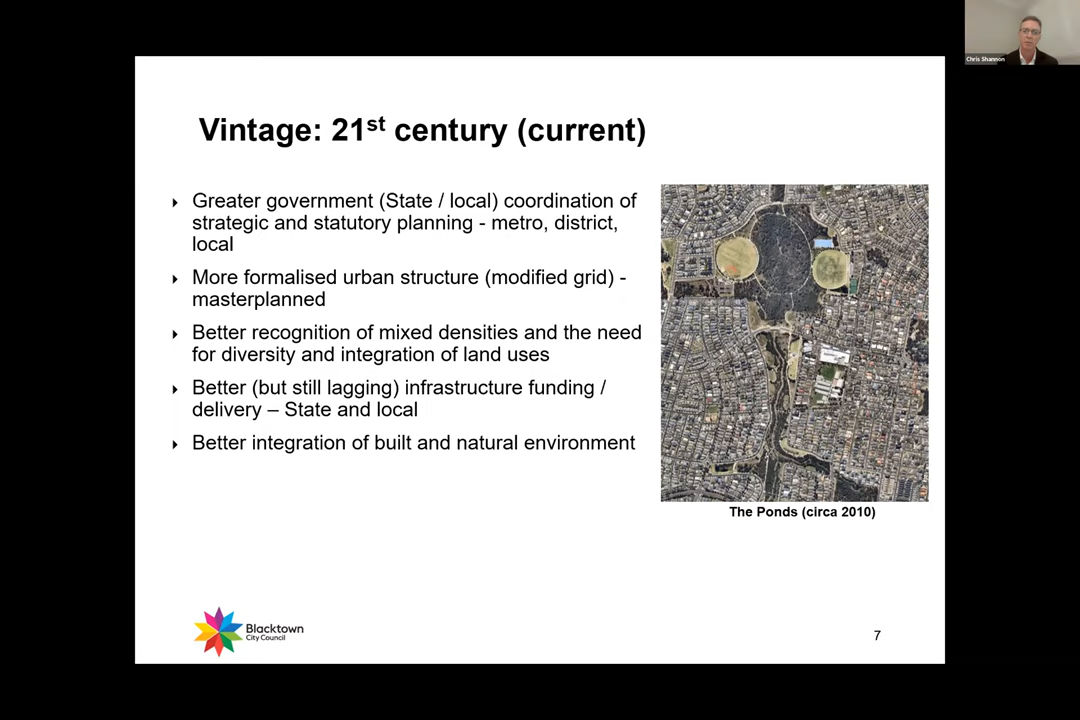 Chris Shannon
Vintage: 21st century (current)
Greater government (State / local) coordination of
strategic and statutory planning - metro, district,
local
More formalised urban structure (modified grid) -
masterplanned
Better recognition of mixed densities and the need
for diversity and integration of land uses
Better (but still lagging) infrastructure funding /
delivery – State and local
Better integration of built and natural environment
The Ponds (circa 2010)
Blacktown
City Council
7